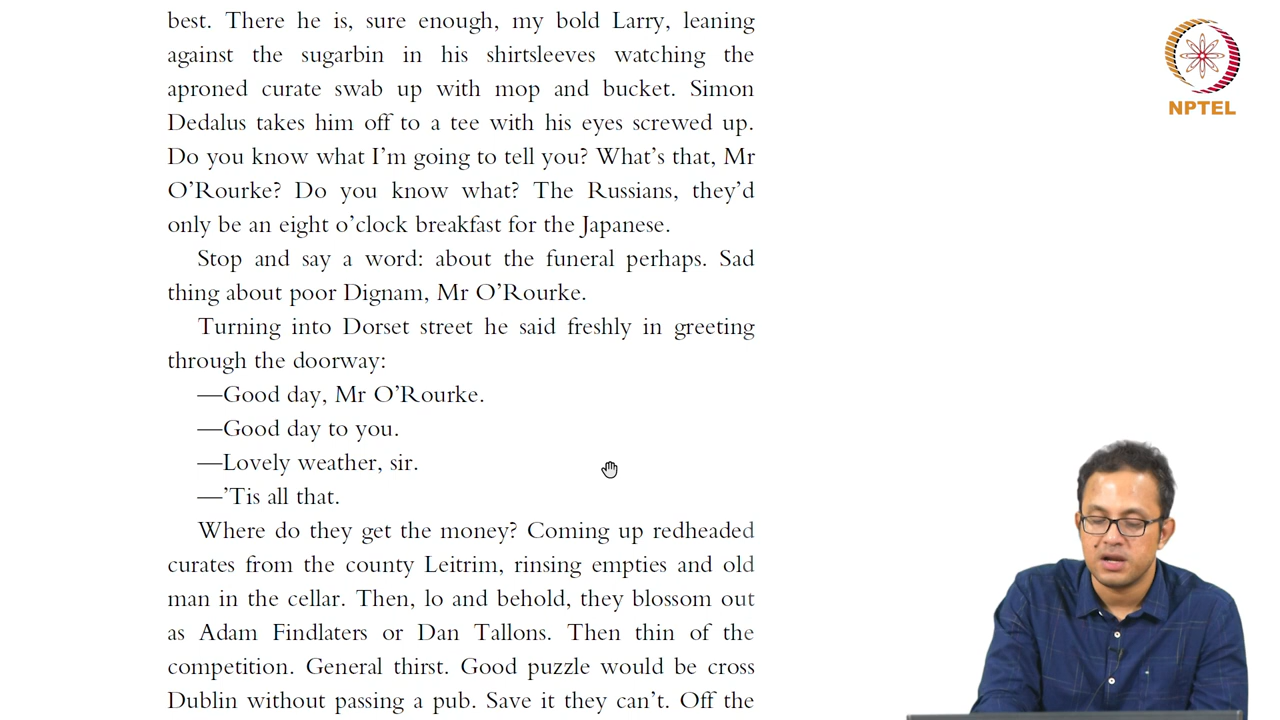 best. There he is, sure enough, my bold Larry, leaning
against the sugarbin in his shirtsleeves watching the
aproned curate swab up with mop and bucket. Simon
Dedalus takes him off to a tee with his eyes screwed up.
Do you know what I’m going to tell you? What’s that, Mr
O’Rourke? Do you know what? The Russians, they’d
only be an eight o’clock breakfast for the Japanese.
Stop and say a word: about the funeral perhaps. Sad
thing about poor Dignam, Mr O’Rourke.
Turning into Dorset street he said freshly in greeting
through the doorway:
—Good day, Mr O’Rourke.
—Good day to you.
—Lovely weather, sir.
—’Tis all that.
Where do they get the money? Coming up redheaded
curates from the county Leitrim, rinsing empties and old
man in the cellar. Then, lo and behold, they blossom out
as Adam Findlaters or Dan Tallons. Then thin of the
competition. General thirst. Good puzzle would be cross
Dublin without passing a pub. Save it they can’t. Off the
NPTEL